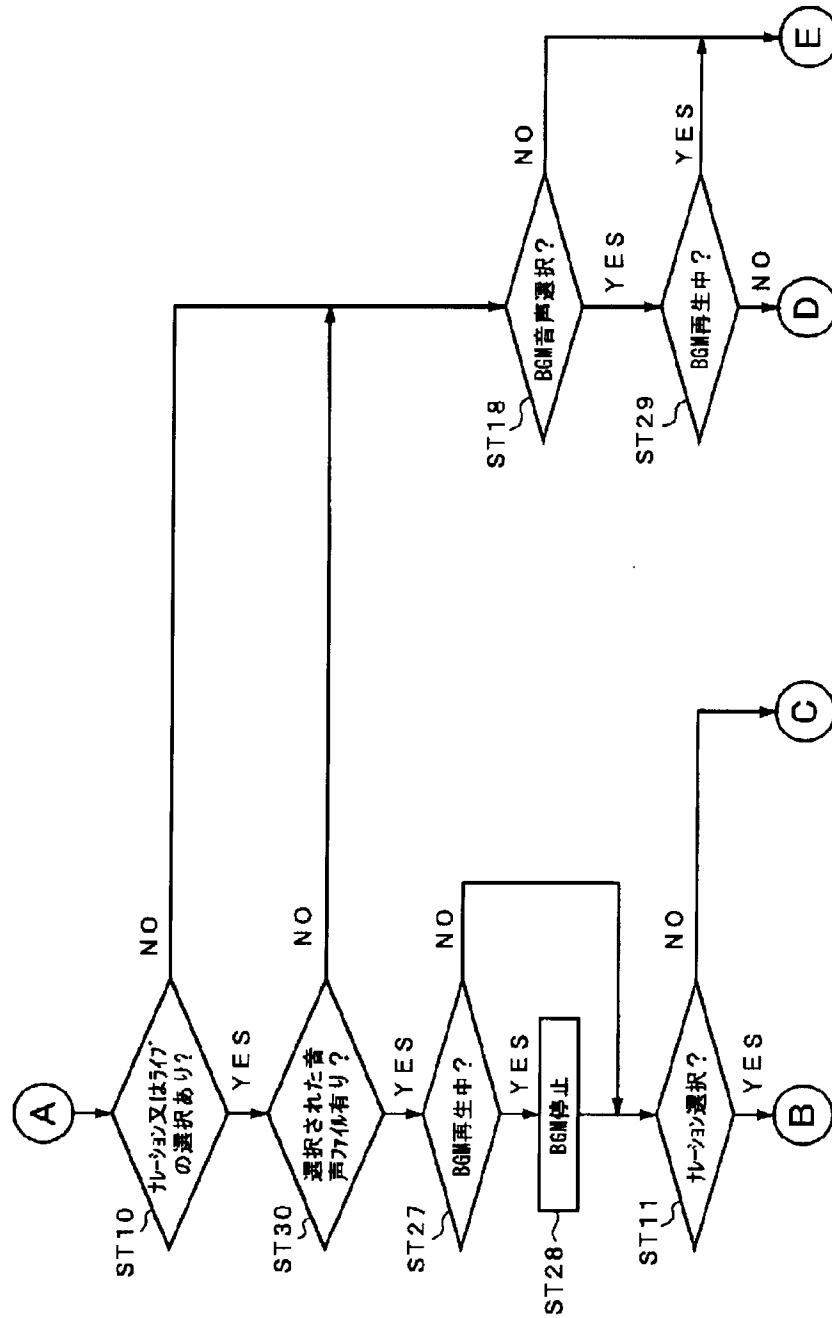 A
ST10
ﾅﾚｰｼｮﾝ又はﾗｲﾌﾞ
の選択あり？
NO
YES
ST30
選択された音
声ﾌｧｲﾙ有り？
NO
YES
ST27
BGM再生中？
NO
YES
ST28
BGM停止
ST11
ﾅﾚｰｼｮﾝ選択？
NO
YES
B
C
ST18
BGM音声選択？
NO
YES
ST29
BGM再生中？
YES
NO
D
E